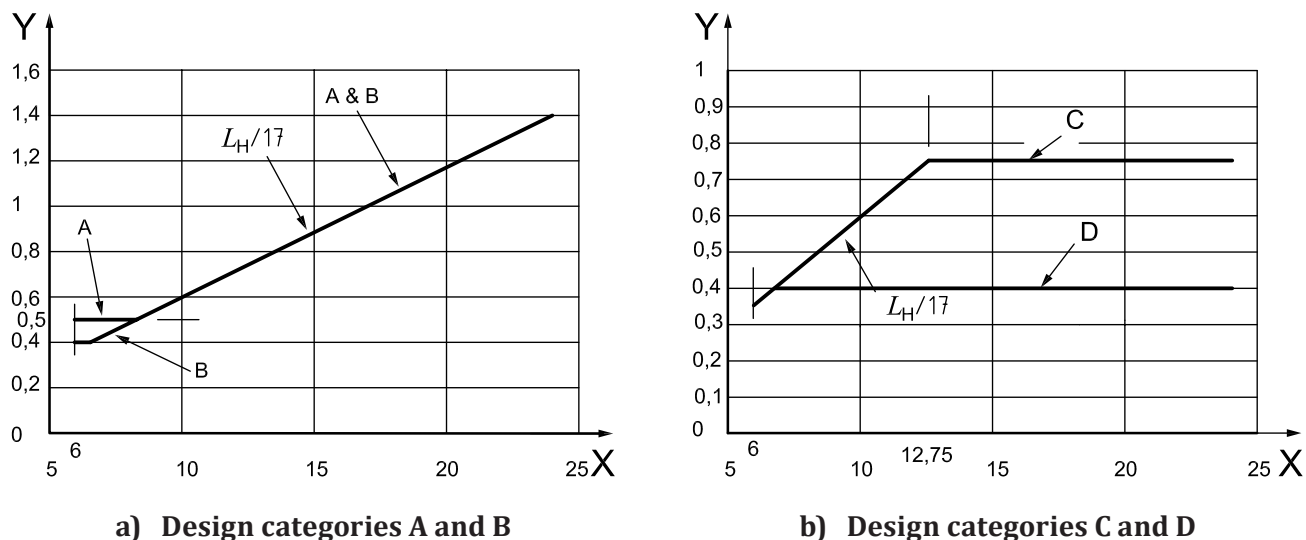 Y
1,6
1,4
1,2
1
0,8
0,6
0,5
0,4
0,2
0
A & B
L_H/17
A
B
6
5 10 15 20 25 X
a) Design categories A and B
Y
1
0,9
0,8
0,7
0,6
0,5
0,4
0,3
0,2
0,1
0
C
D
L_H/17
6
12,75
5 10 15 20 25 X
b) Design categories C and D